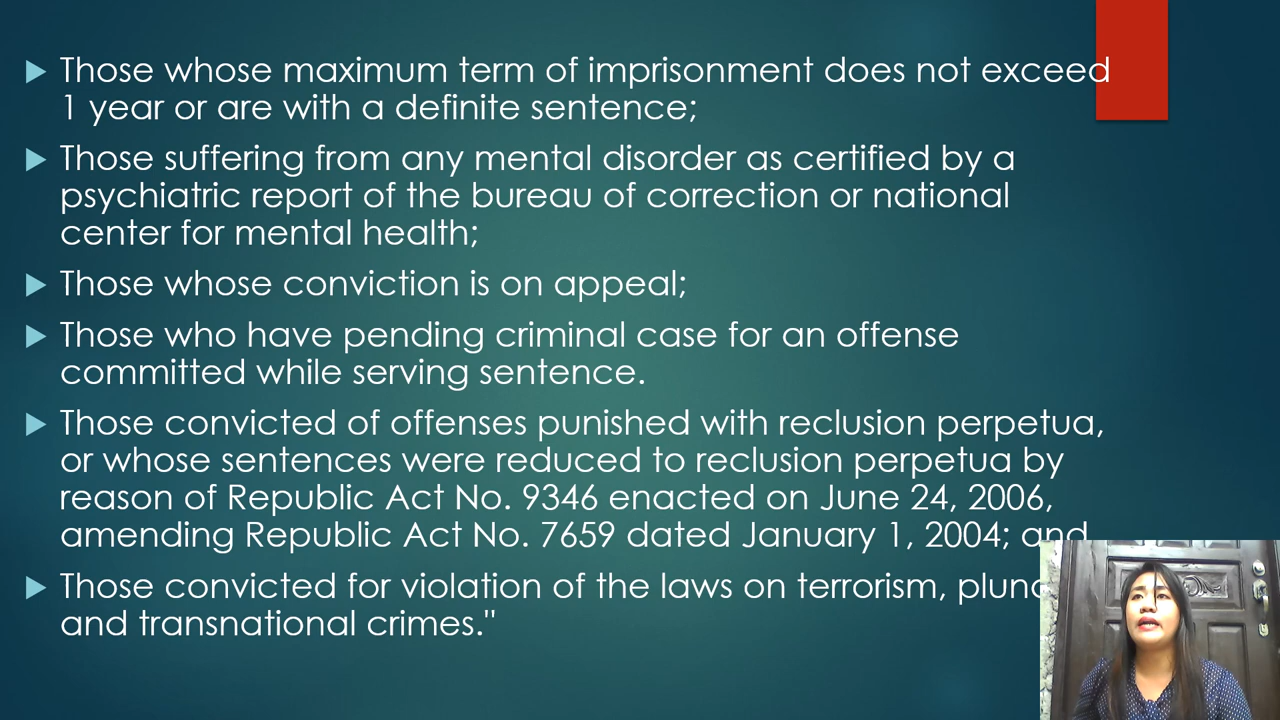 Those whose maximum term of imprisonment does not exceed
1 year or are with a definite sentence;
Those suffering from any mental disorder as certified by a
psychiatric report of the bureau of correction or national
center for mental health;
Those whose conviction is on appeal;
Those who have pending criminal case for an offense
committed while serving sentence.
Those convicted of offenses punished with reclusion perpetua,
or whose sentences were reduced to reclusion perpetua by
reason of Republic Act No. 9346 enacted on June 24, 2006,
amending Republic Act No. 7659 dated January 1, 2004; and
Those convicted for violation of the laws on terrorism,
and transnational crimes."